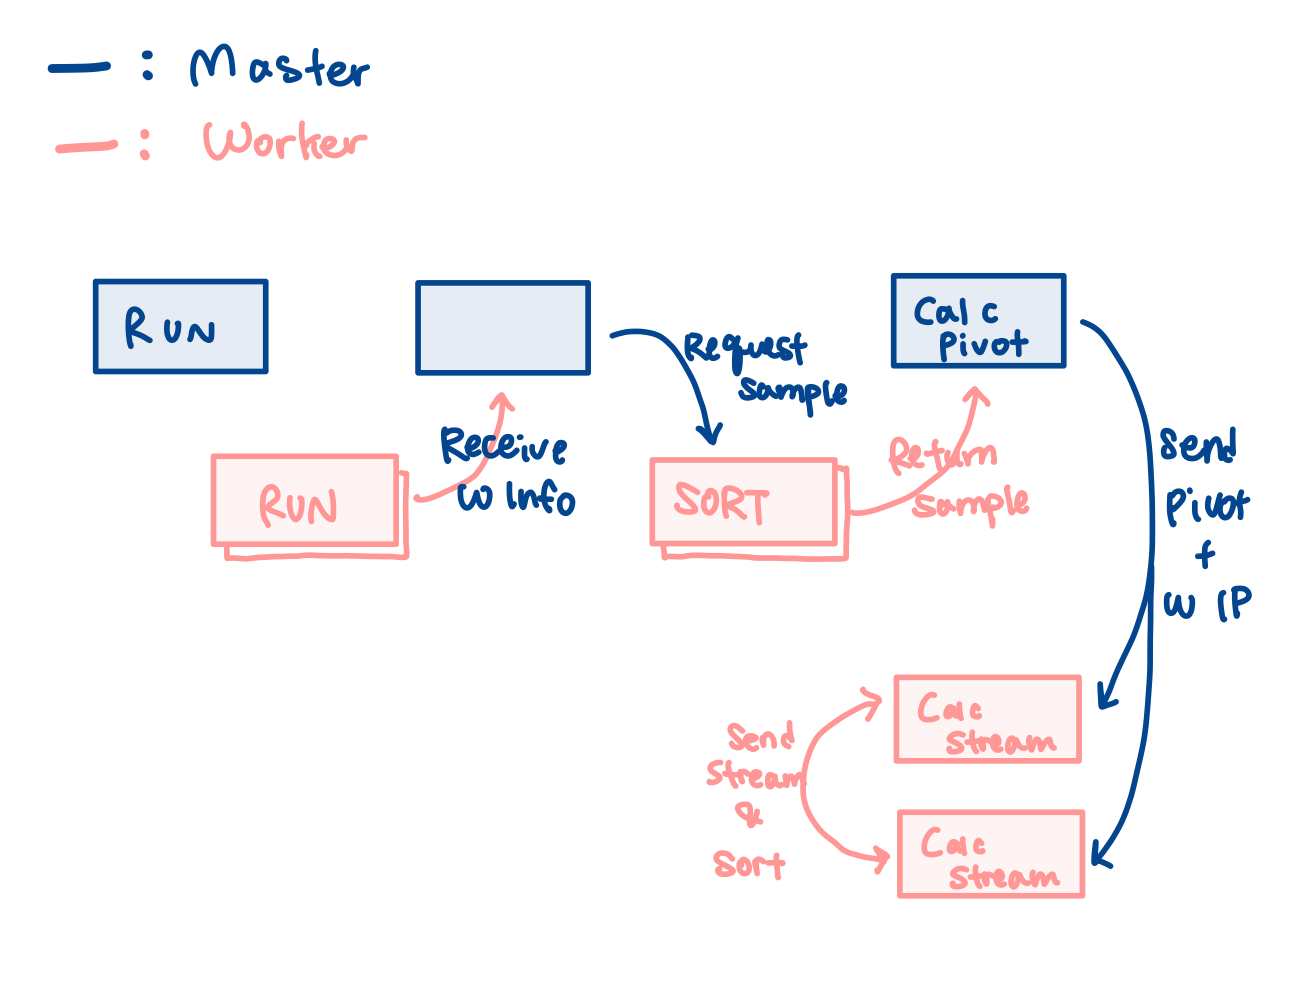 — : Master
— : Worker
RUN
Calc
Pivot
Request
sample
Receive
W Info
Return
sample
RUN
SORT
Send
Pivot
+
W IP
Calc
stream
Send
Stream
&
Sort
Calc
stream